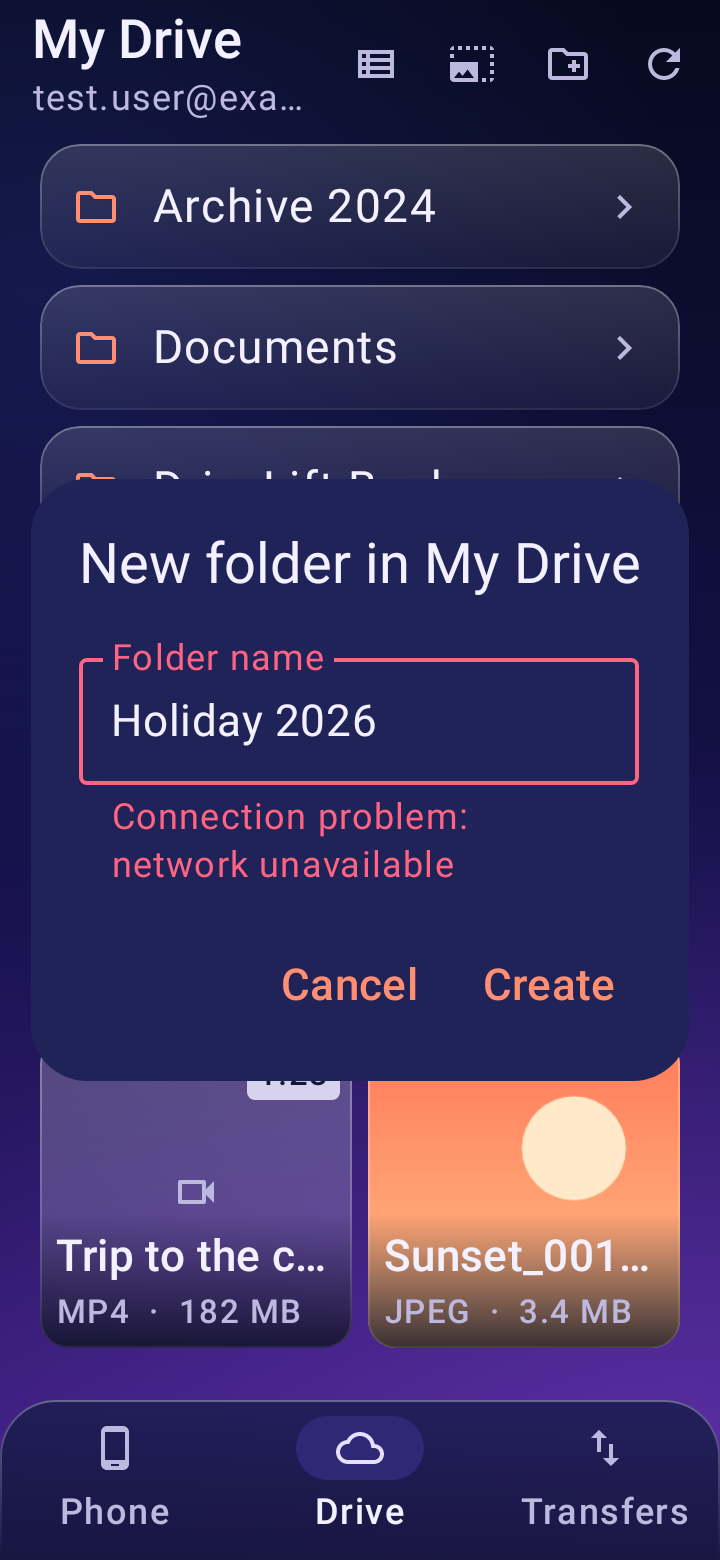 My Drive
test.user@exa…
Archive 2024
Documents
New folder in My Drive
Folder name
Holiday 2026
Connection problem:
network unavailable
Cancel
Create
Trip to the c…
MP4 · 182 MB
Sunset_001…
JPEG · 3.4 MB
Phone
Drive
Transfers